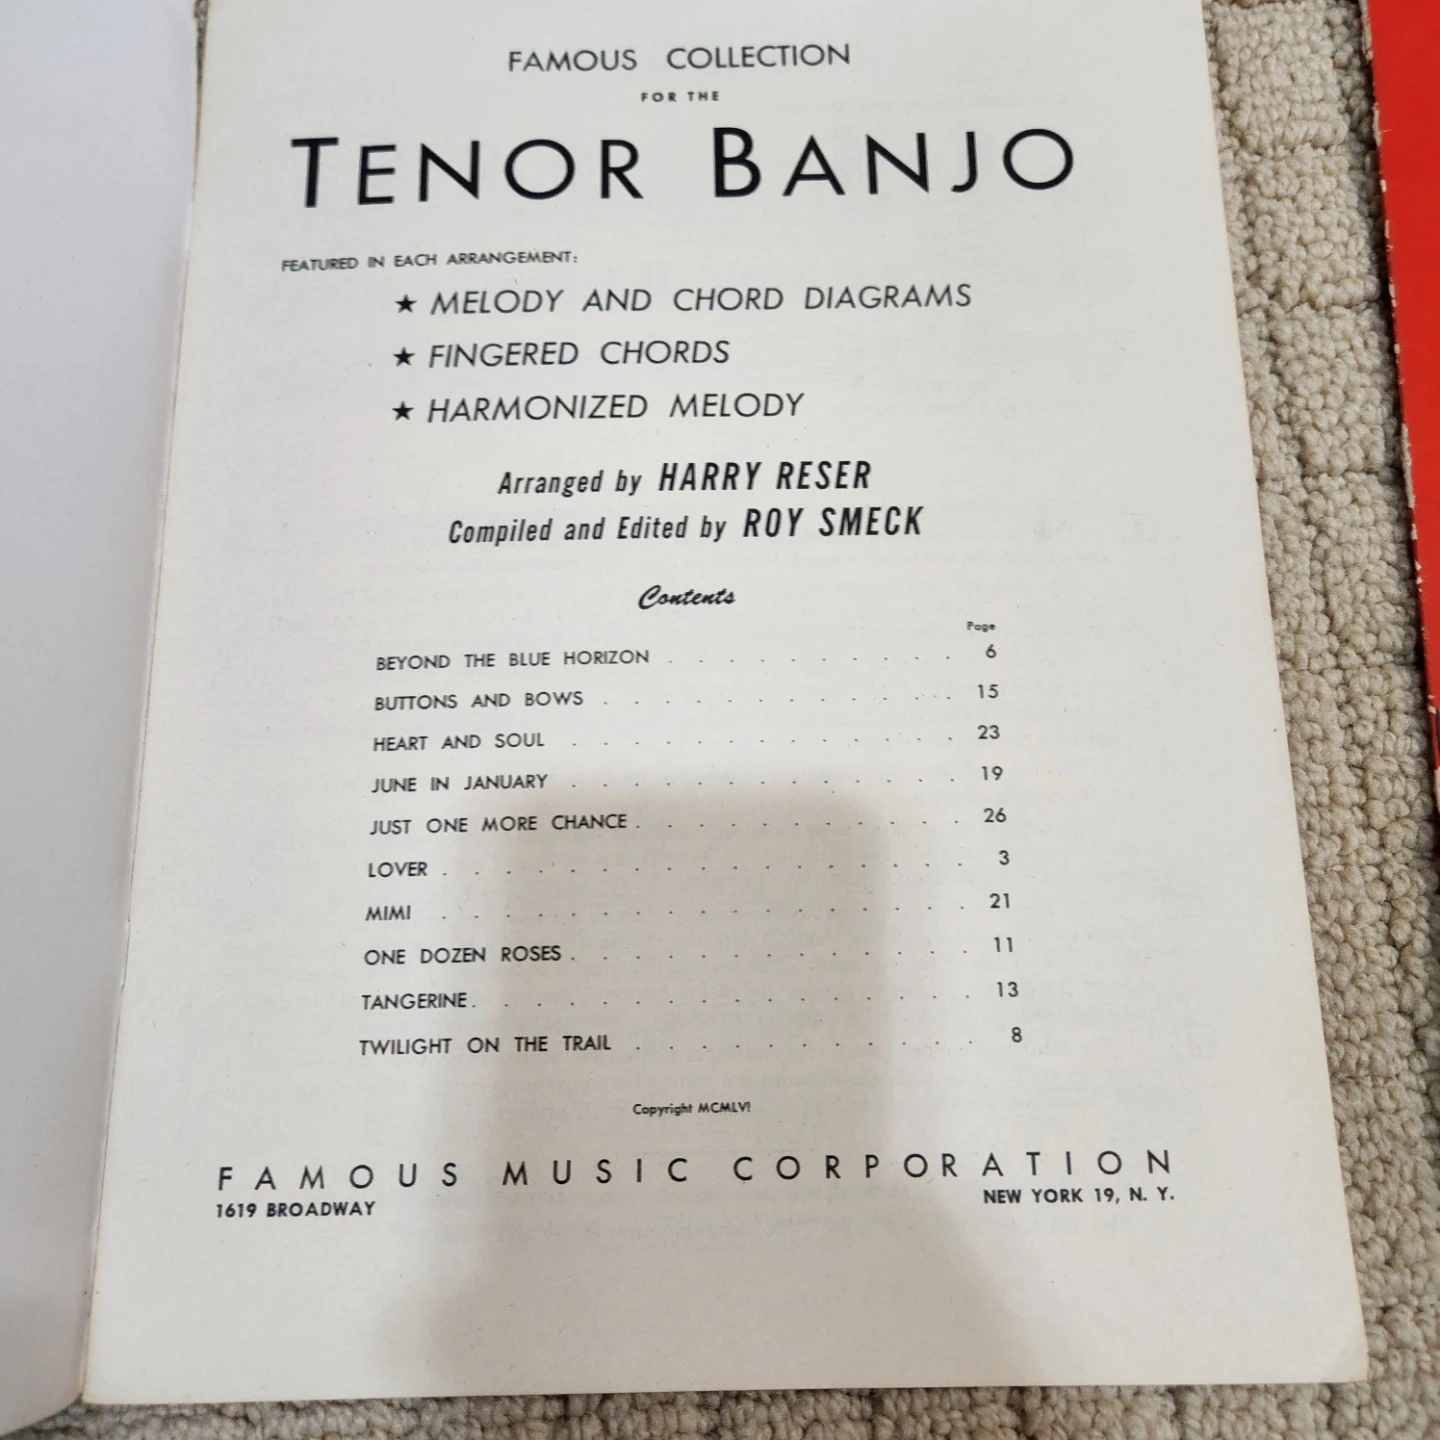 FAMOUS COLLECTION
FOR THE
TENOR BANJO
FEATURED IN EACH ARRANGEMENT:
★ MELODY AND CHORD DIAGRAMS
★ FINGERED CHORDS
★ HARMONIZED MELODY
Arranged by HARRY RESER
Compiled and Edited by ROY SMECK
Contents
Page
BEYOND THE BLUE HORIZON . . . . . . . . . . 6
BUTTONS AND BOWS . . . . . . . . . . . . 15
HEART AND SOUL . . . . . . . . . . . . . 23
JUNE IN JANUARY . . . . . . . . . . . . . 19
JUST ONE MORE CHANCE . . . . . . . . . . . 26
LOVER . . . . . . . . . . . . . . . . . 3
MIMI . . . . . . . . . . . . . . . . . 21
ONE DOZEN ROSES . . . . . . . . . . . . . 11
TANGERINE . . . . . . . . . . . . . . . . 13
TWILIGHT ON THE TRAIL . . . . . . . . . . . 8
Copyright MCMLVI
FAMOUS MUSIC CORPORATION
1619 BROADWAY NEW YORK 19, N. Y.